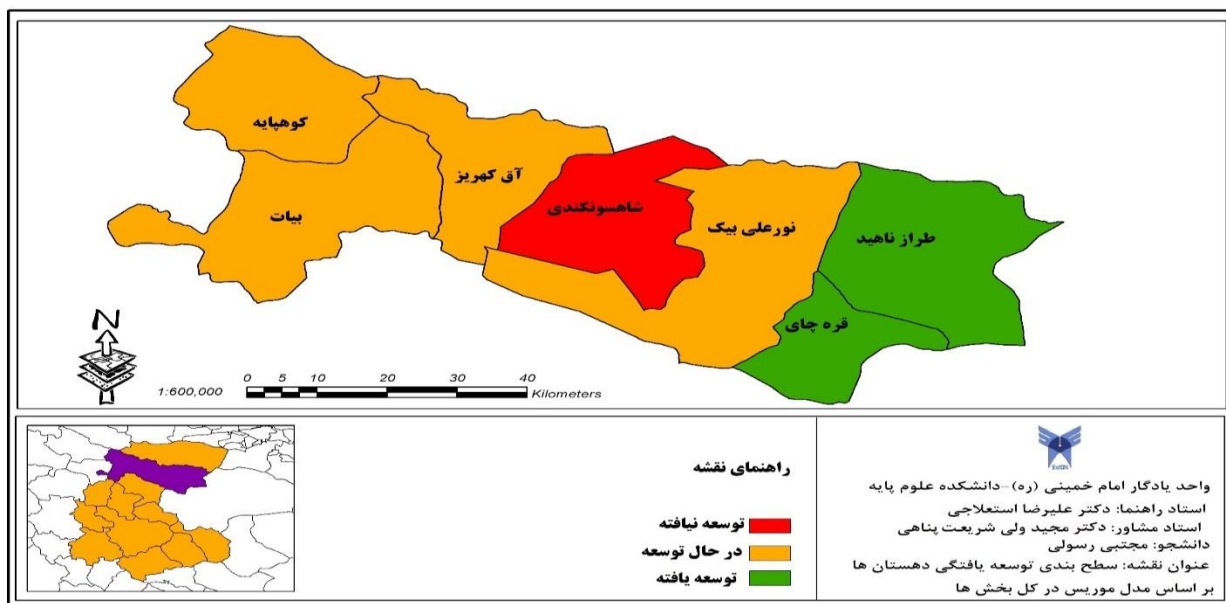 کوهپایه
آق کهریز
بیات
شاهسونکندی
نورعلی بیک
طراز ناهید
قره چای
N
1:600,000
0 5 10 20 30 40
Kilometers
راهنمای نقشه
توسعه نیافته
در حال توسعه
توسعه یافته
واحد یادگار امام خمینی (ره)-دانشکده علوم پایه
استاد راهنما: دکتر علیرضا استعلاجی
استاد مشاور: دکتر مجید ولی شریعت پناهی
دانشجو: مجتبی رسولی
عنوان نقشه: سطح بندی توسعه یافتگی دهستان ها
بر اساس مدل موریس در کل بخش ها